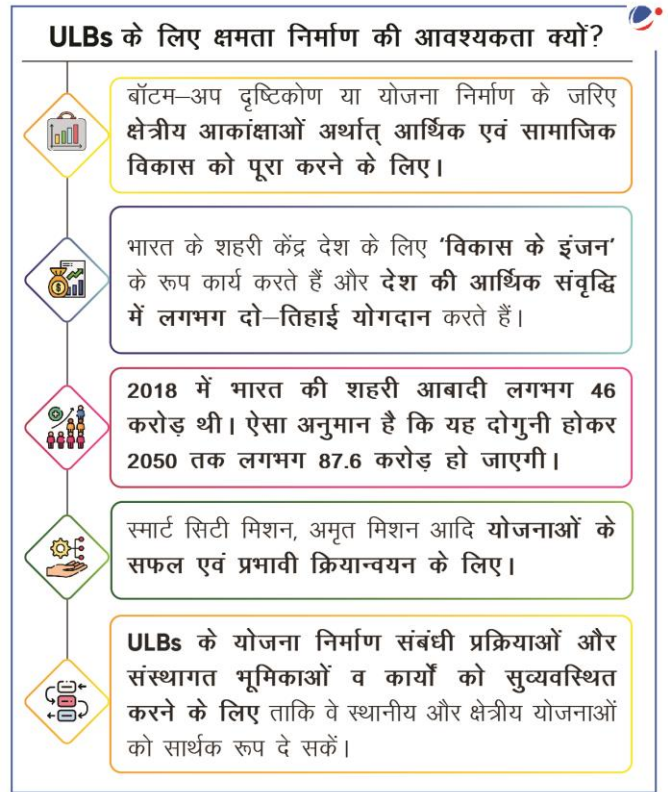 ULBs के लिए क्षमता निर्माण की आवश्यकता क्यों?
बॉटम–अप दृष्टिकोण या योजना निर्माण के जरिए
क्षेत्रीय आकांक्षाओं अर्थात् आर्थिक एवं सामाजिक
विकास को पूरा करने के लिए।
भारत के शहरी केंद्र देश के लिए 'विकास के इंजन'
के रूप कार्य करते हैं और देश की आर्थिक संवृद्धि
में लगभग दो–तिहाई योगदान करते हैं।
2018 में भारत की शहरी आबादी लगभग 46
करोड़ थी। ऐसा अनुमान है कि यह दोगुनी होकर
2050 तक लगभग 87.6 करोड़ हो जाएगी।
स्मार्ट सिटी मिशन, अमृत मिशन आदि योजनाओं के
सफल एवं प्रभावी क्रियान्वयन के लिए।
ULBs के योजना निर्माण संबंधी प्रक्रियाओं और
संस्थागत भूमिकाओं व कार्यों को सुव्यवस्थित
करने के लिए ताकि वे स्थानीय और क्षेत्रीय योजनाओं
को सार्थक रूप दे सकें।